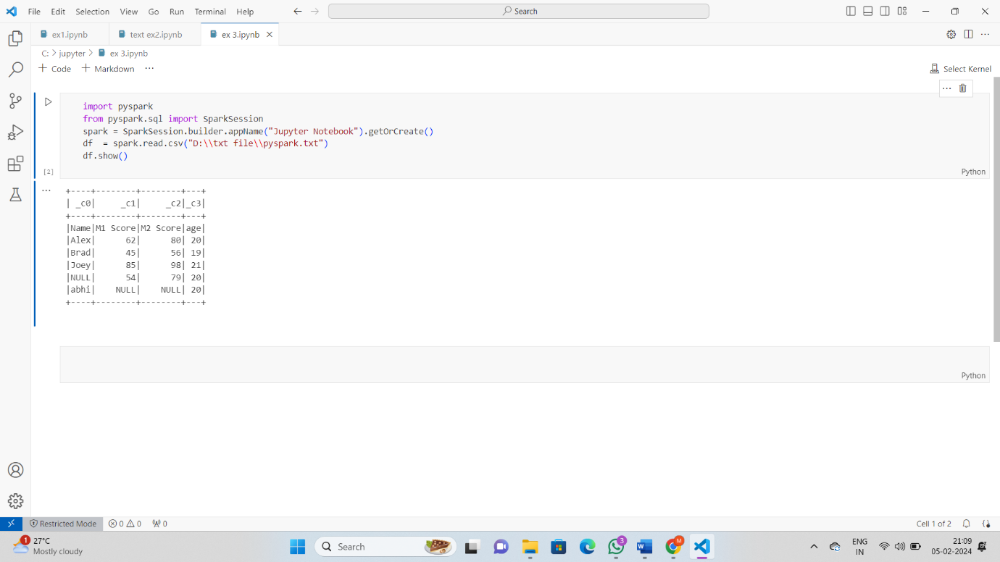 File Edit Selection View Go Run Terminal Help Search
ex1.ipynb text ex2.ipynb ex 3.ipynb
C: > jupyter > ex 3.ipynb
+ Code + Markdown ... Select Kernel
import pyspark
from pyspark.sql import SparkSession
spark = SparkSession.builder.appName("Jupyter Notebook").getOrCreate()
df  = spark.read.csv("D:\\txt file\\pyspark.txt")
df.show()
[2] Python
+----+--------+--------+---+
| _c0|     _c1|     _c2|_c3|
+----+--------+--------+---+
|Name|M1 Score|M2 Score|age|
|Alex|      62|      80| 20|
|Brad|      45|      56| 19|
|Joey|      85|      98| 21|
|NULL|      54|      79| 20|
|abhi|    NULL|    NULL| 20|
+----+--------+--------+---+
Python
Restricted Mode 0 0 0 Cell 1 of 2
1 27°C Search 3 M ENG 21:09
Mostly cloudy IN 05-02-2024